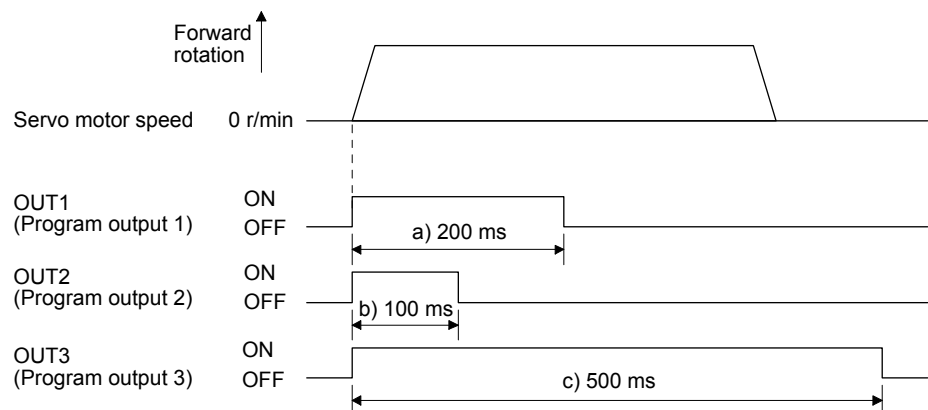 Forward
rotation
Servo motor speed 0 r/min
OUT1
(Program output 1)
ON
OFF
a) 200 ms
OUT2
(Program output 2)
ON
OFF
b) 100 ms
OUT3
(Program output 3)
ON
OFF
c) 500 ms